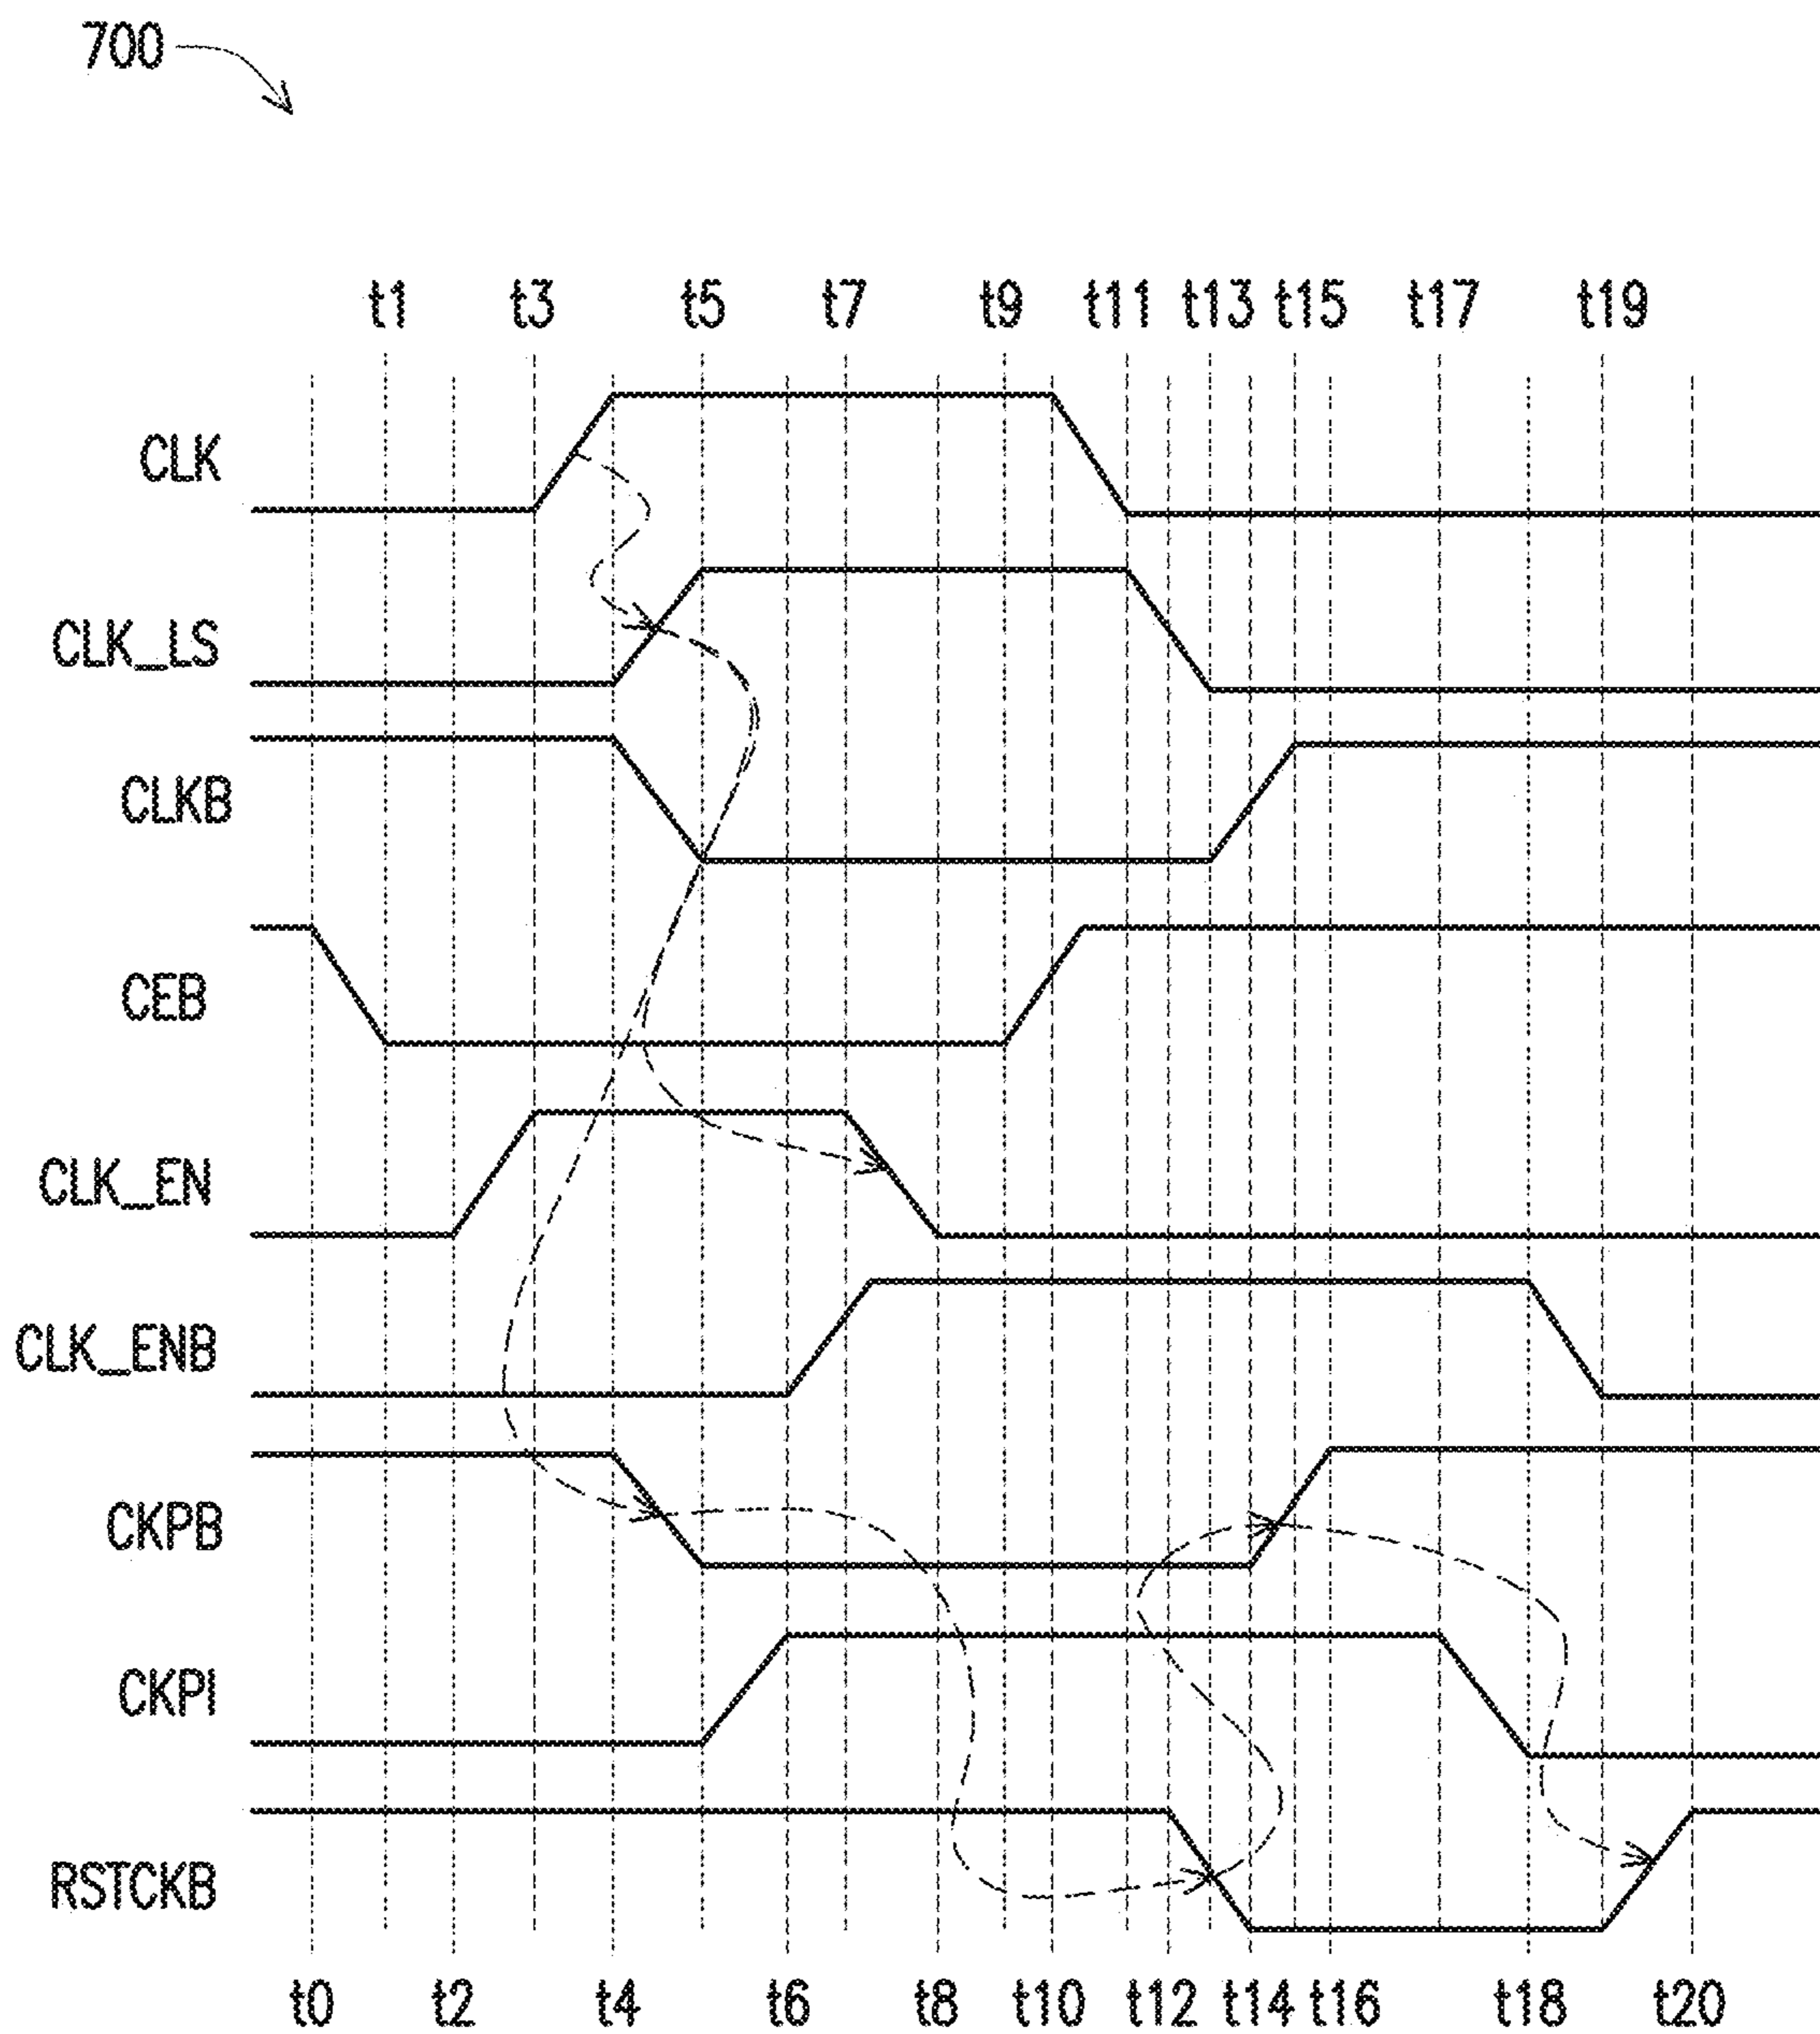 700
t1 t3 t5 t7 t9 t11 t13 t15 t17 t19
CLK
CLK_LS
CLKB
CEB
CLK_EN
CLK_ENB
CKPB
CKPI
RSTCKB
t0 t2 t4 t6 t8 t10 t12 t14 t16 t18 t20